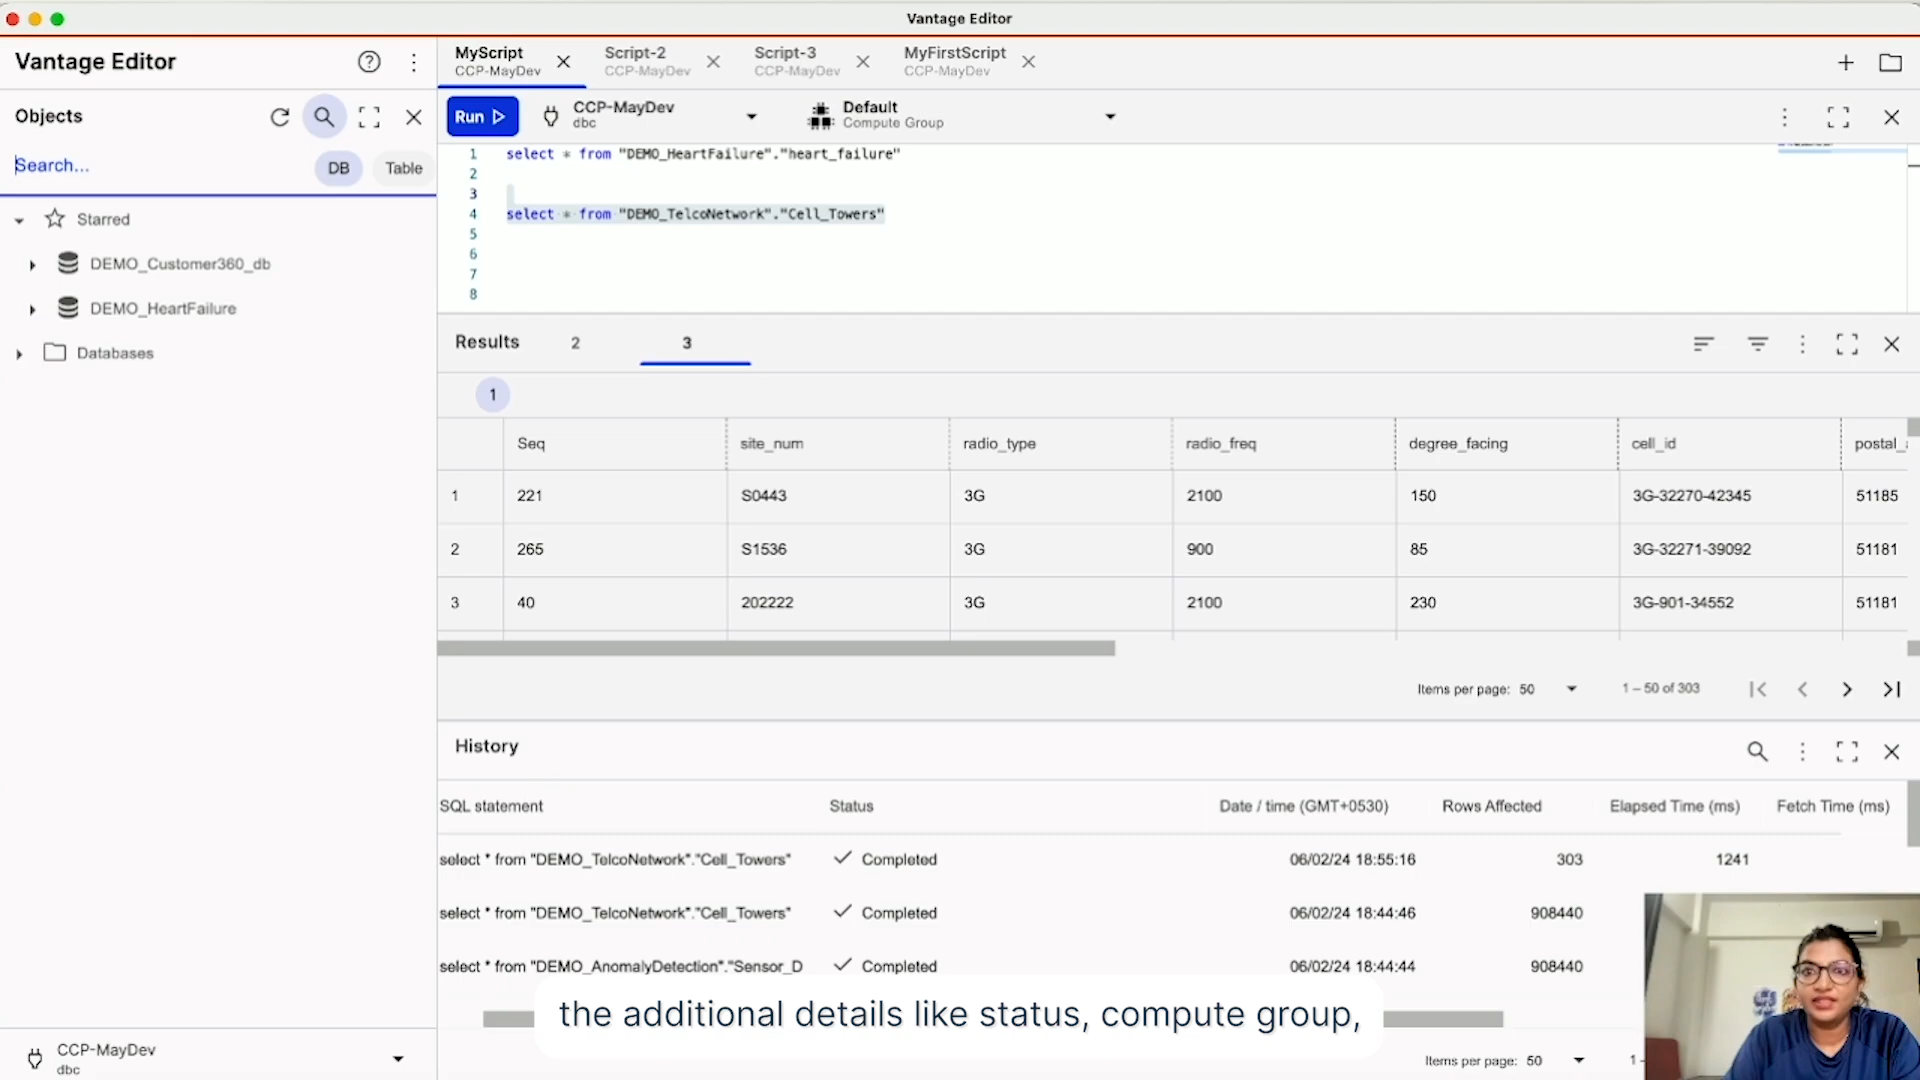 Vantage Editor
Vantage Editor
MyScript
CCP-MayDev
Script-2
CCP-MayDev
Script-3
CCP-MayDev
MyFirstScript
CCP-MayDev
Objects
Search...
DB
Table
Starred
DEMO_Customer360_db
DEMO_HeartFailure
Databases
CCP-MayDev
dbc
Run
CCP-MayDev
dbc
Default
Compute Group
1 select * from "DEMO_HeartFailure"."heart_failure"
2
3
4 select * from "DEMO_TelcoNetwork"."Cell_Towers"
5
6
7
8
Results 2 3
1
Seq site_num radio_type radio_freq degree_facing cell_id
1 221 S0443 3G 2100 150 3G-32270-42345 51185
2 265 S1536 3G 900 85 3G-32271-39092 51181
3 40 202222 3G 2100 230 3G-901-34552 51181
Items per page: 50 1 – 50 of 303
History
SQL statement Status Date / time (GMT+0530) Rows Affected Elapsed Time (ms) Fetch Time (ms)
select * from "DEMO_TelcoNetwork"."Cell_Towers" Completed 06/02/24 18:55:16 303 1241
select * from "DEMO_TelcoNetwork"."Cell_Towers" Completed 06/02/24 18:44:46 908440
select * from "DEMO_AnomalyDetection"."Sensor_D Completed 06/02/24 18:44:44 908440
the additional details like status, compute group,
Items per page: 50 1